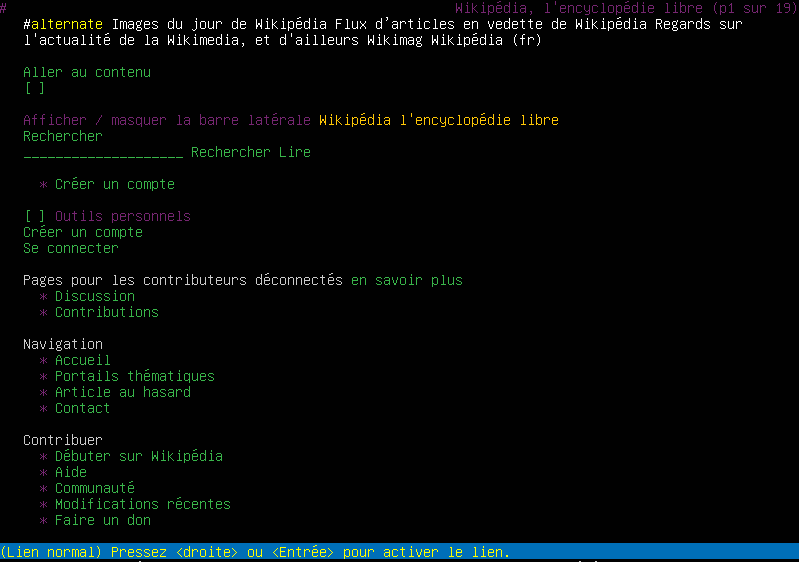 # Wikipédia, l'encyclopédie libre (p1 sur 19)
#alternate Images du jour de Wikipédia Flux d’articles en vedette de Wikipédia Regards sur
l'actualité de la Wikimedia, et d'ailleurs Wikimag Wikipédia (fr)
Aller au contenu
[ ]
Afficher / masquer la barre latérale Wikipédia l'encyclopédie libre
Rechercher
____________________ Rechercher Lire
* Créer un compte
[ ] Outils personnels
Créer un compte
Se connecter
Pages pour les contributeurs déconnectés en savoir plus
* Discussion
* Contributions
Navigation
* Accueil
* Portails thématiques
* Article au hasard
* Contact
Contribuer
* Débuter sur Wikipédia
* Aide
* Communauté
* Modifications récentes
* Faire un don
(Lien normal) Pressez <droite> ou <Entrée> pour activer le lien.